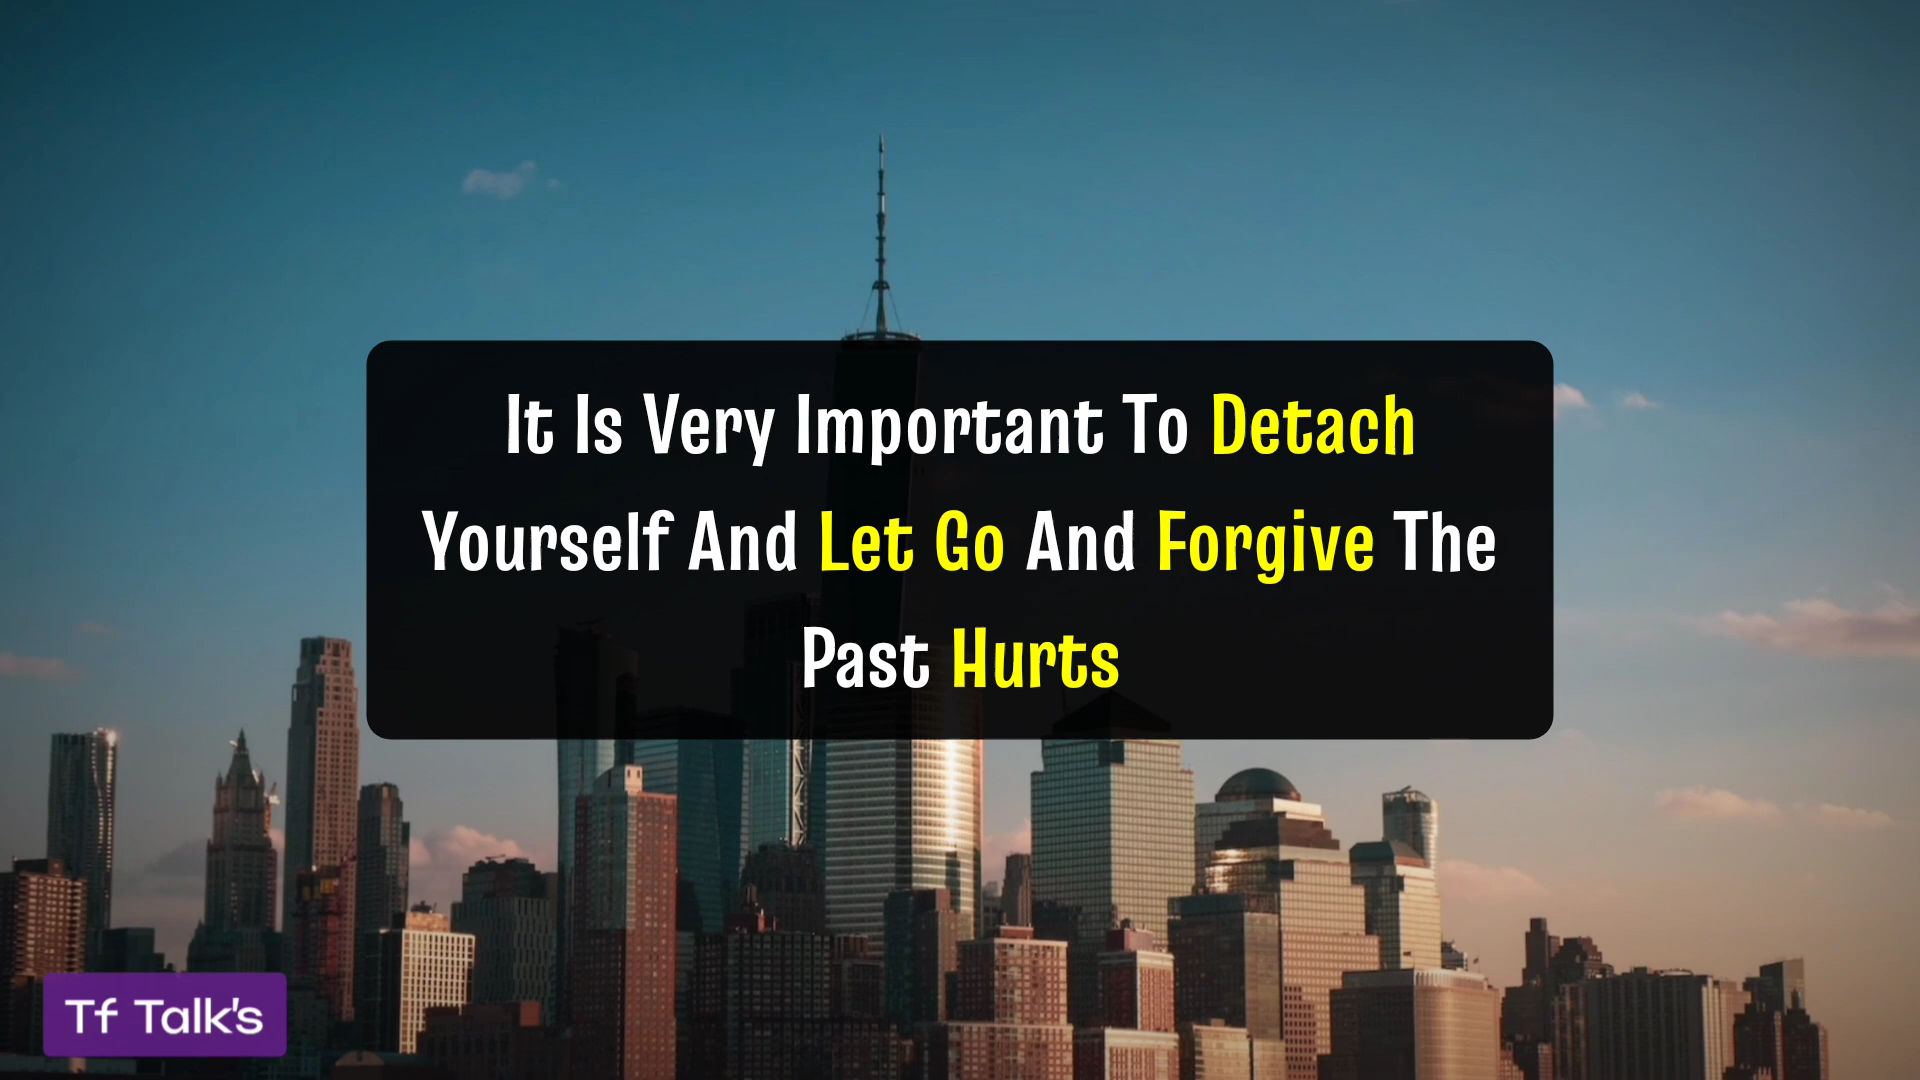 It Is Very Important To Detach
Yourself And Let Go And Forgive The
Past Hurts
Tf Talk's